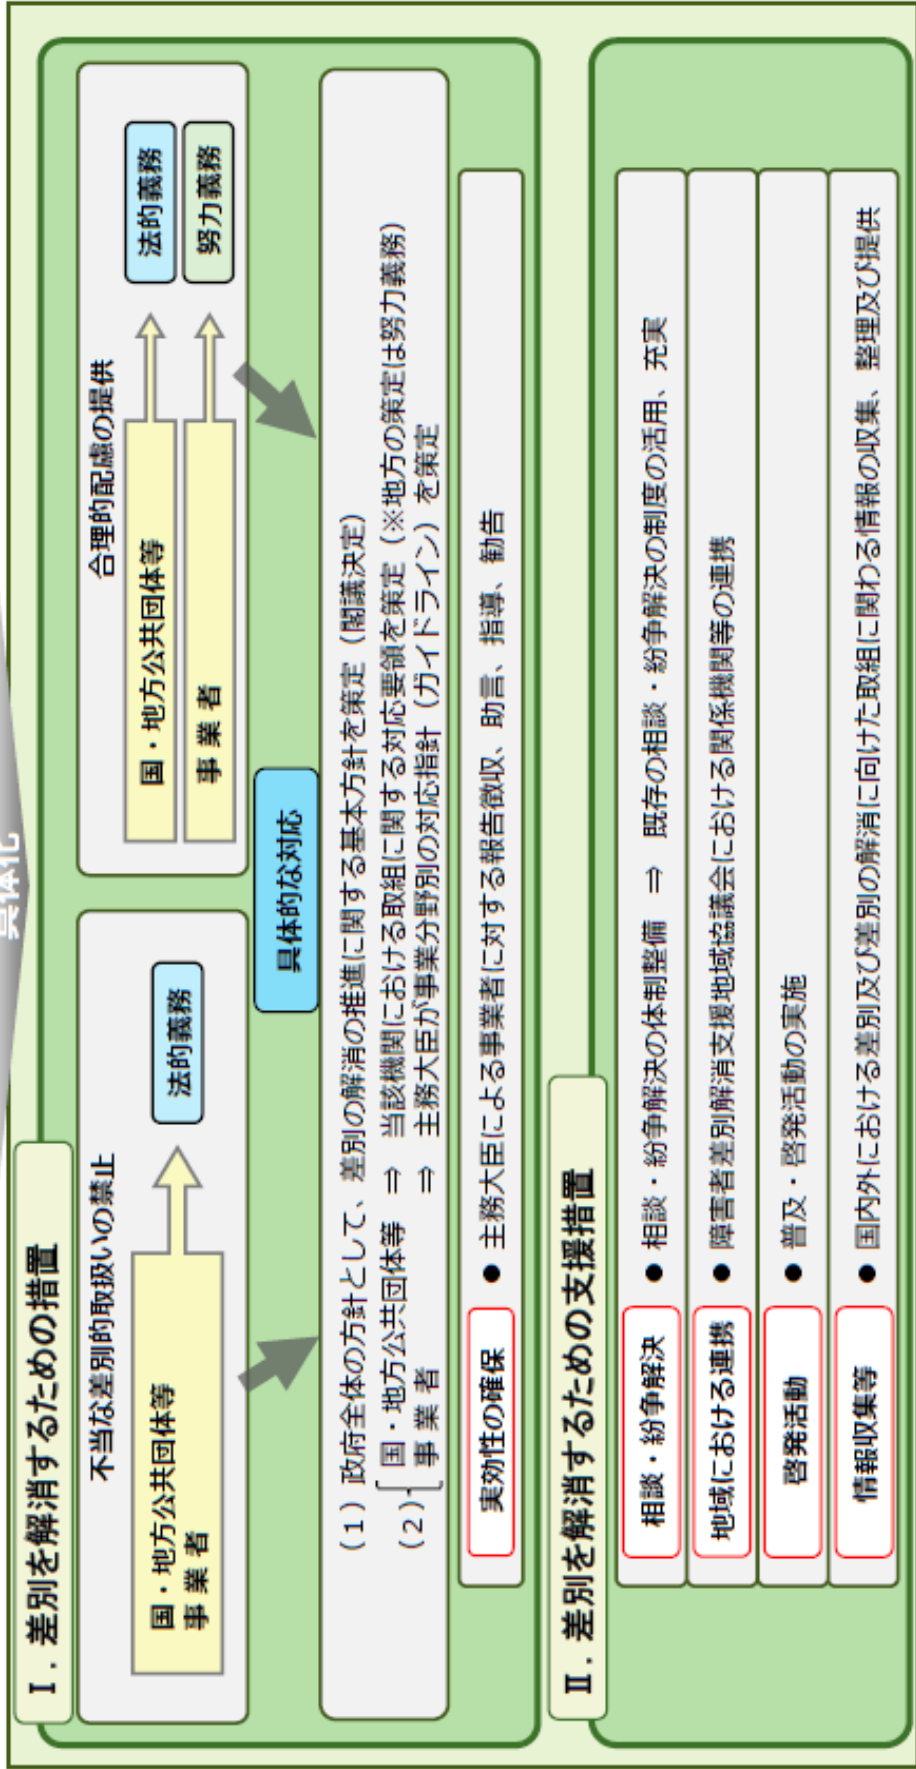 具体化
Ⅰ．差別を解消するための措置
不当な差別的取扱いの禁止
国・地方公共団体等
事 業 者
法的義務
合理的配慮の提供
国・地方公共団体等
法的義務
事 業 者
努力義務
具体的な対応
（１）政府全体の方針として、差別の解消の推進に関する基本方針を策定（閣議決定）
（２） 国・地方公共団体等 ⇒ 当該機関における取組に関する対応要領を策定（※地方の策定は努力義務）
事 業 者 ⇒ 主務大臣が事業分野別の対応指針（ガイドライン）を策定
実効性の確保
● 主務大臣による事業者に対する報告徴収、助言、指導、勧告
Ⅱ．差別を解消するための支援措置
相談・紛争解決
● 相談・紛争解決の体制整備 ⇒ 既存の相談・紛争解決の制度の活用、充実
地域における連携
● 障害者差別解消支援地域協議会における関係機関等の連携
啓発活動
● 普及・啓発活動の実施
情報収集等
● 国内外における差別及び差別の解消に向けた取組に関わる情報の収集、整理及び提供